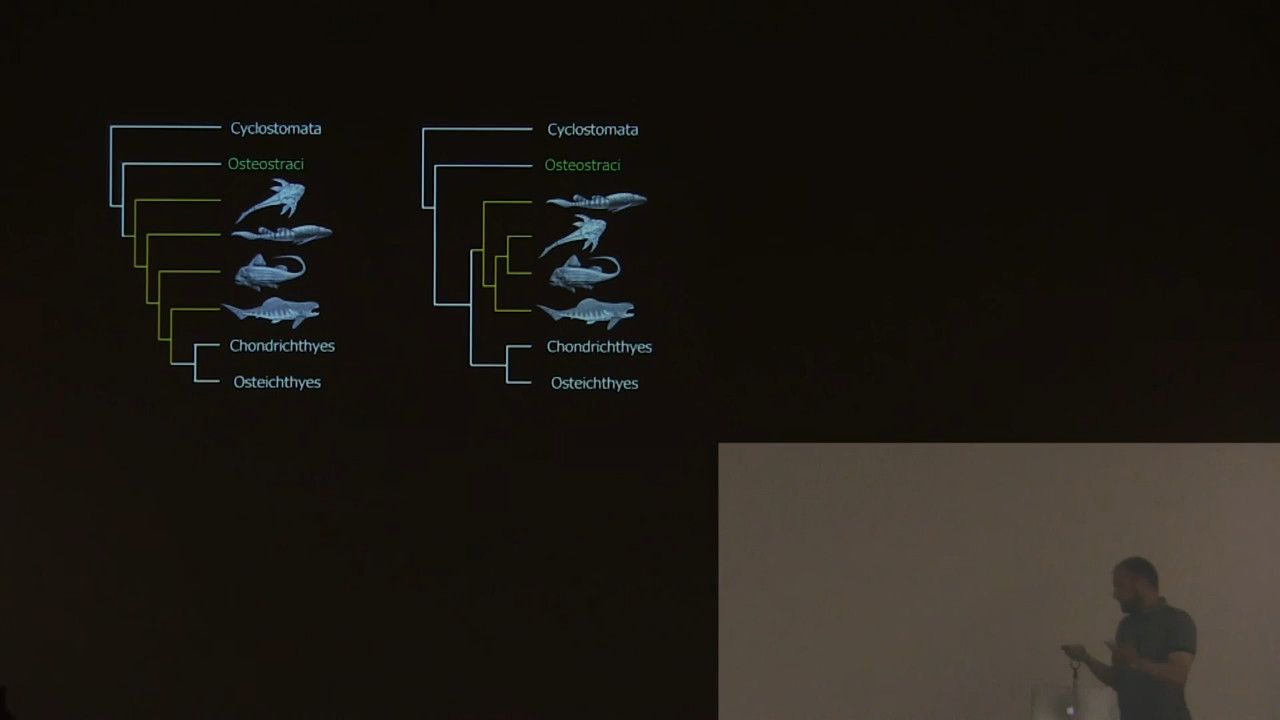 Cyclostomata
Osteostraci
Chondrichthyes
Osteichthyes
Cyclostomata
Osteostraci
Chondrichthyes
Osteichthyes